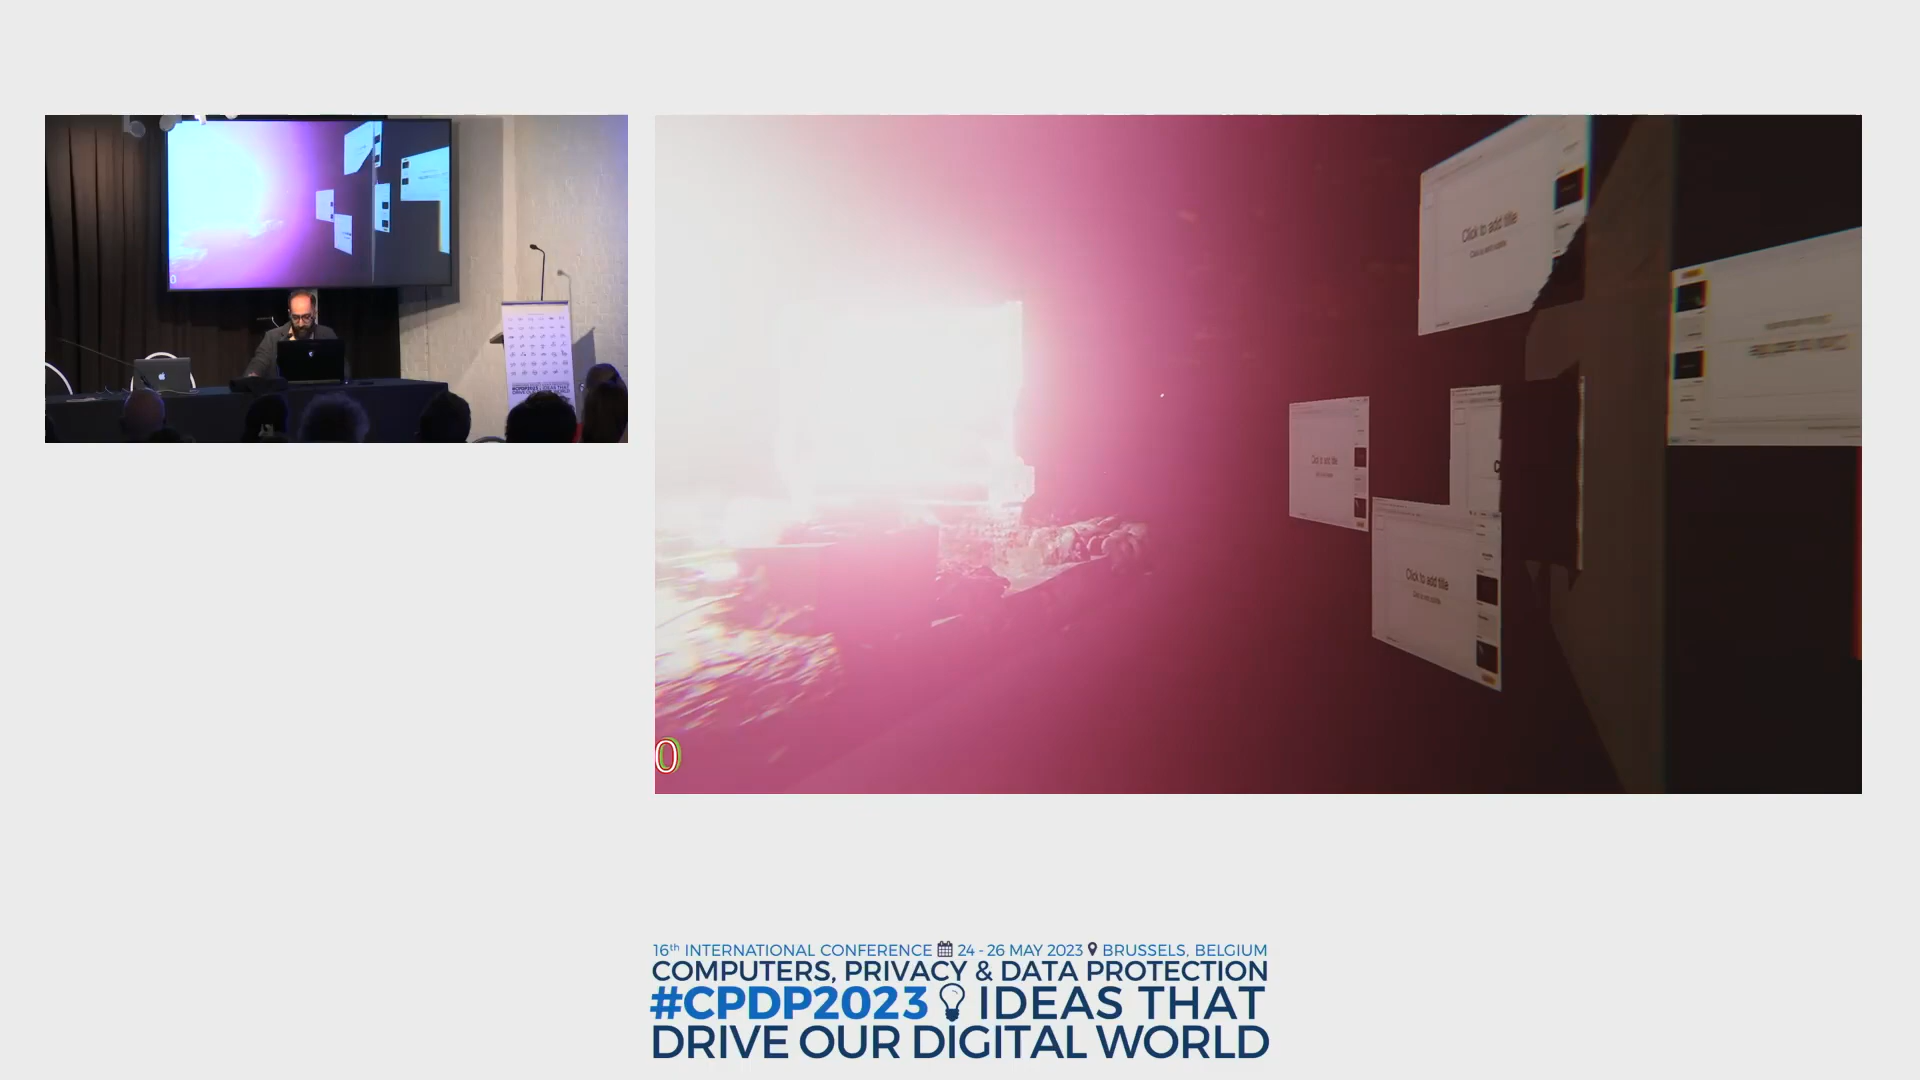 Click to add title
Click to add title
C
Click to add title
0
16th INTERNATIONAL CONFERENCE 24 - 26 MAY 2023 BRUSSELS, BELGIUM
COMPUTERS, PRIVACY & DATA PROTECTION
#CPDP2023 IDEAS THAT
DRIVE OUR DIGITAL WORLD